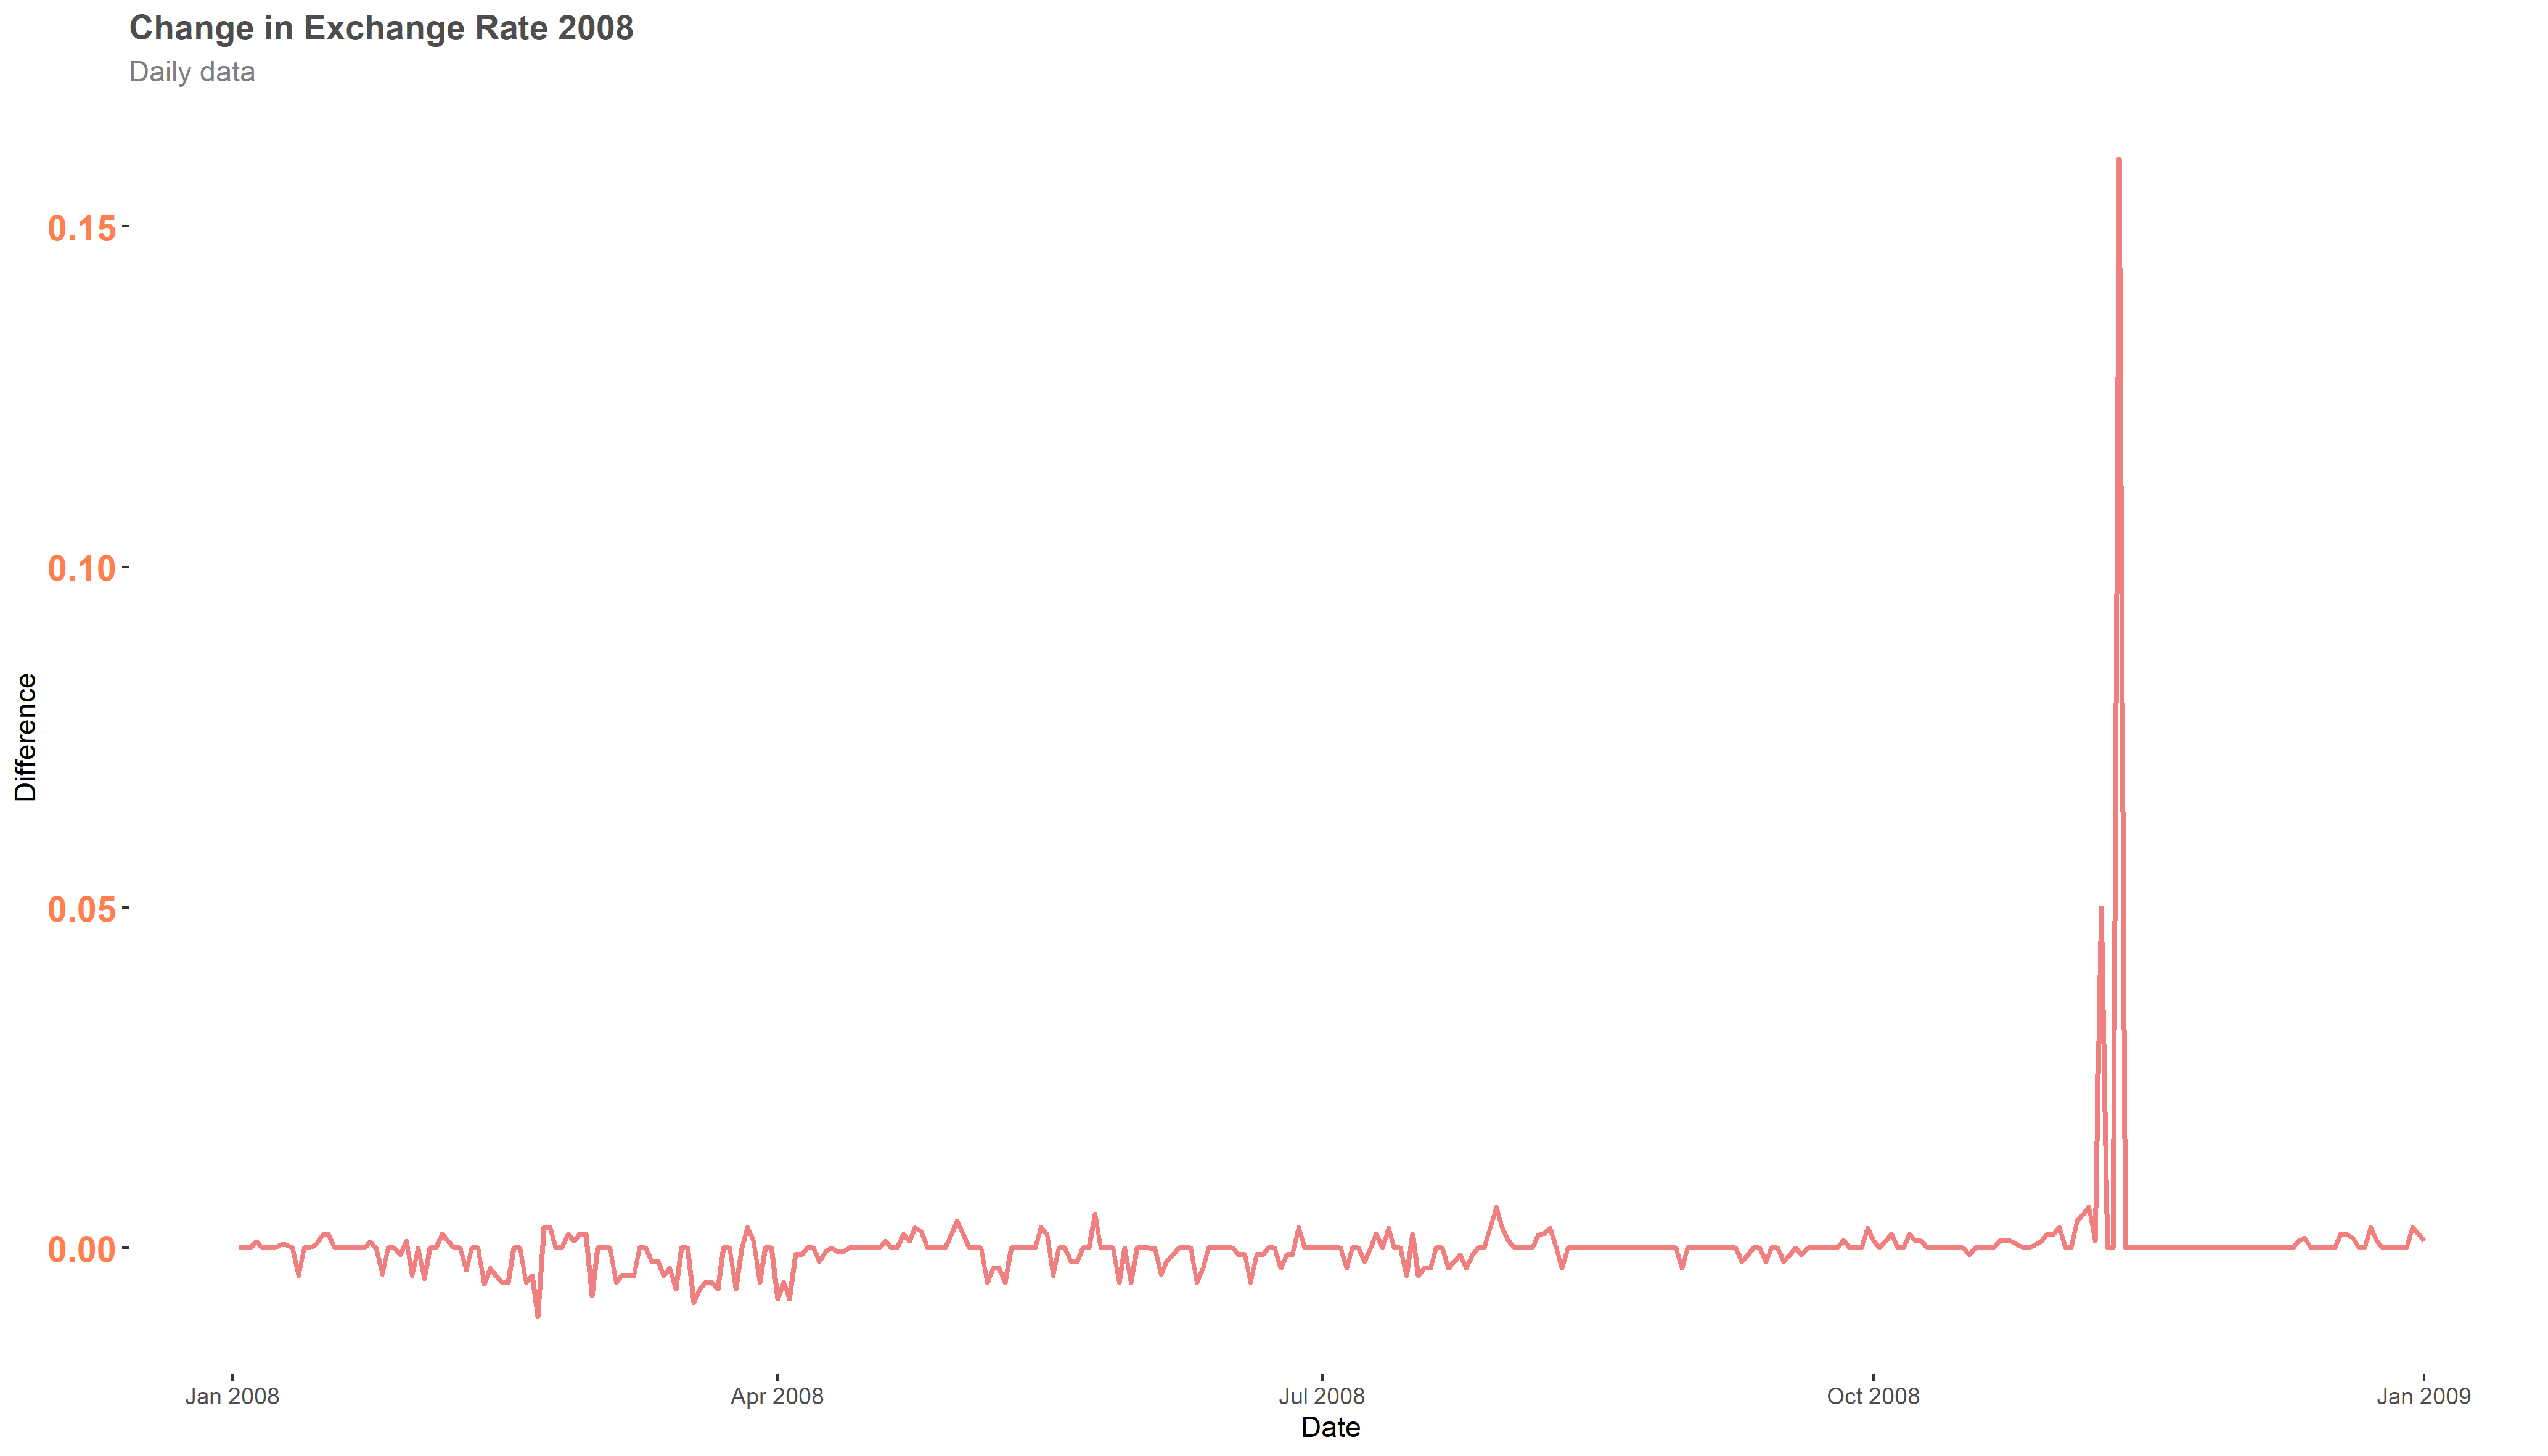 Change in Exchange Rate 2008
Daily data
0.15
0.10
0.05
0.00
Difference
Jan 2008
Apr 2008
Jul 2008
Oct 2008
Jan 2009
Date